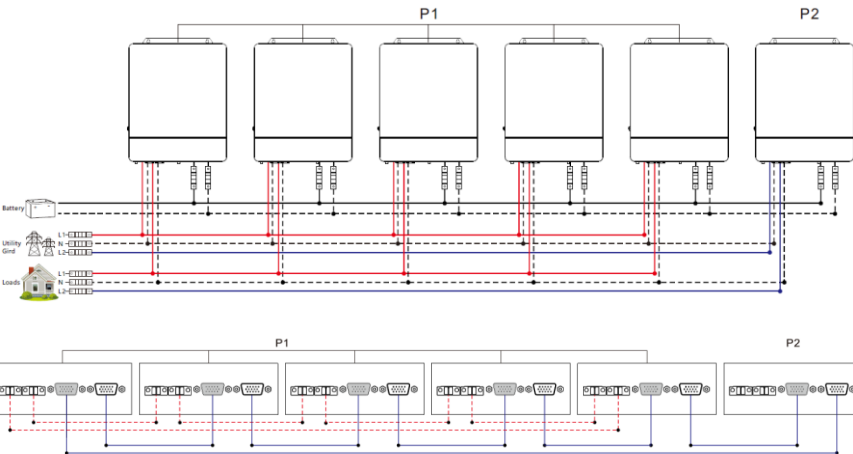 P1 P2
Battery
L1
Utility N
Gird L2
L1
Loads N
L2
P1 P2